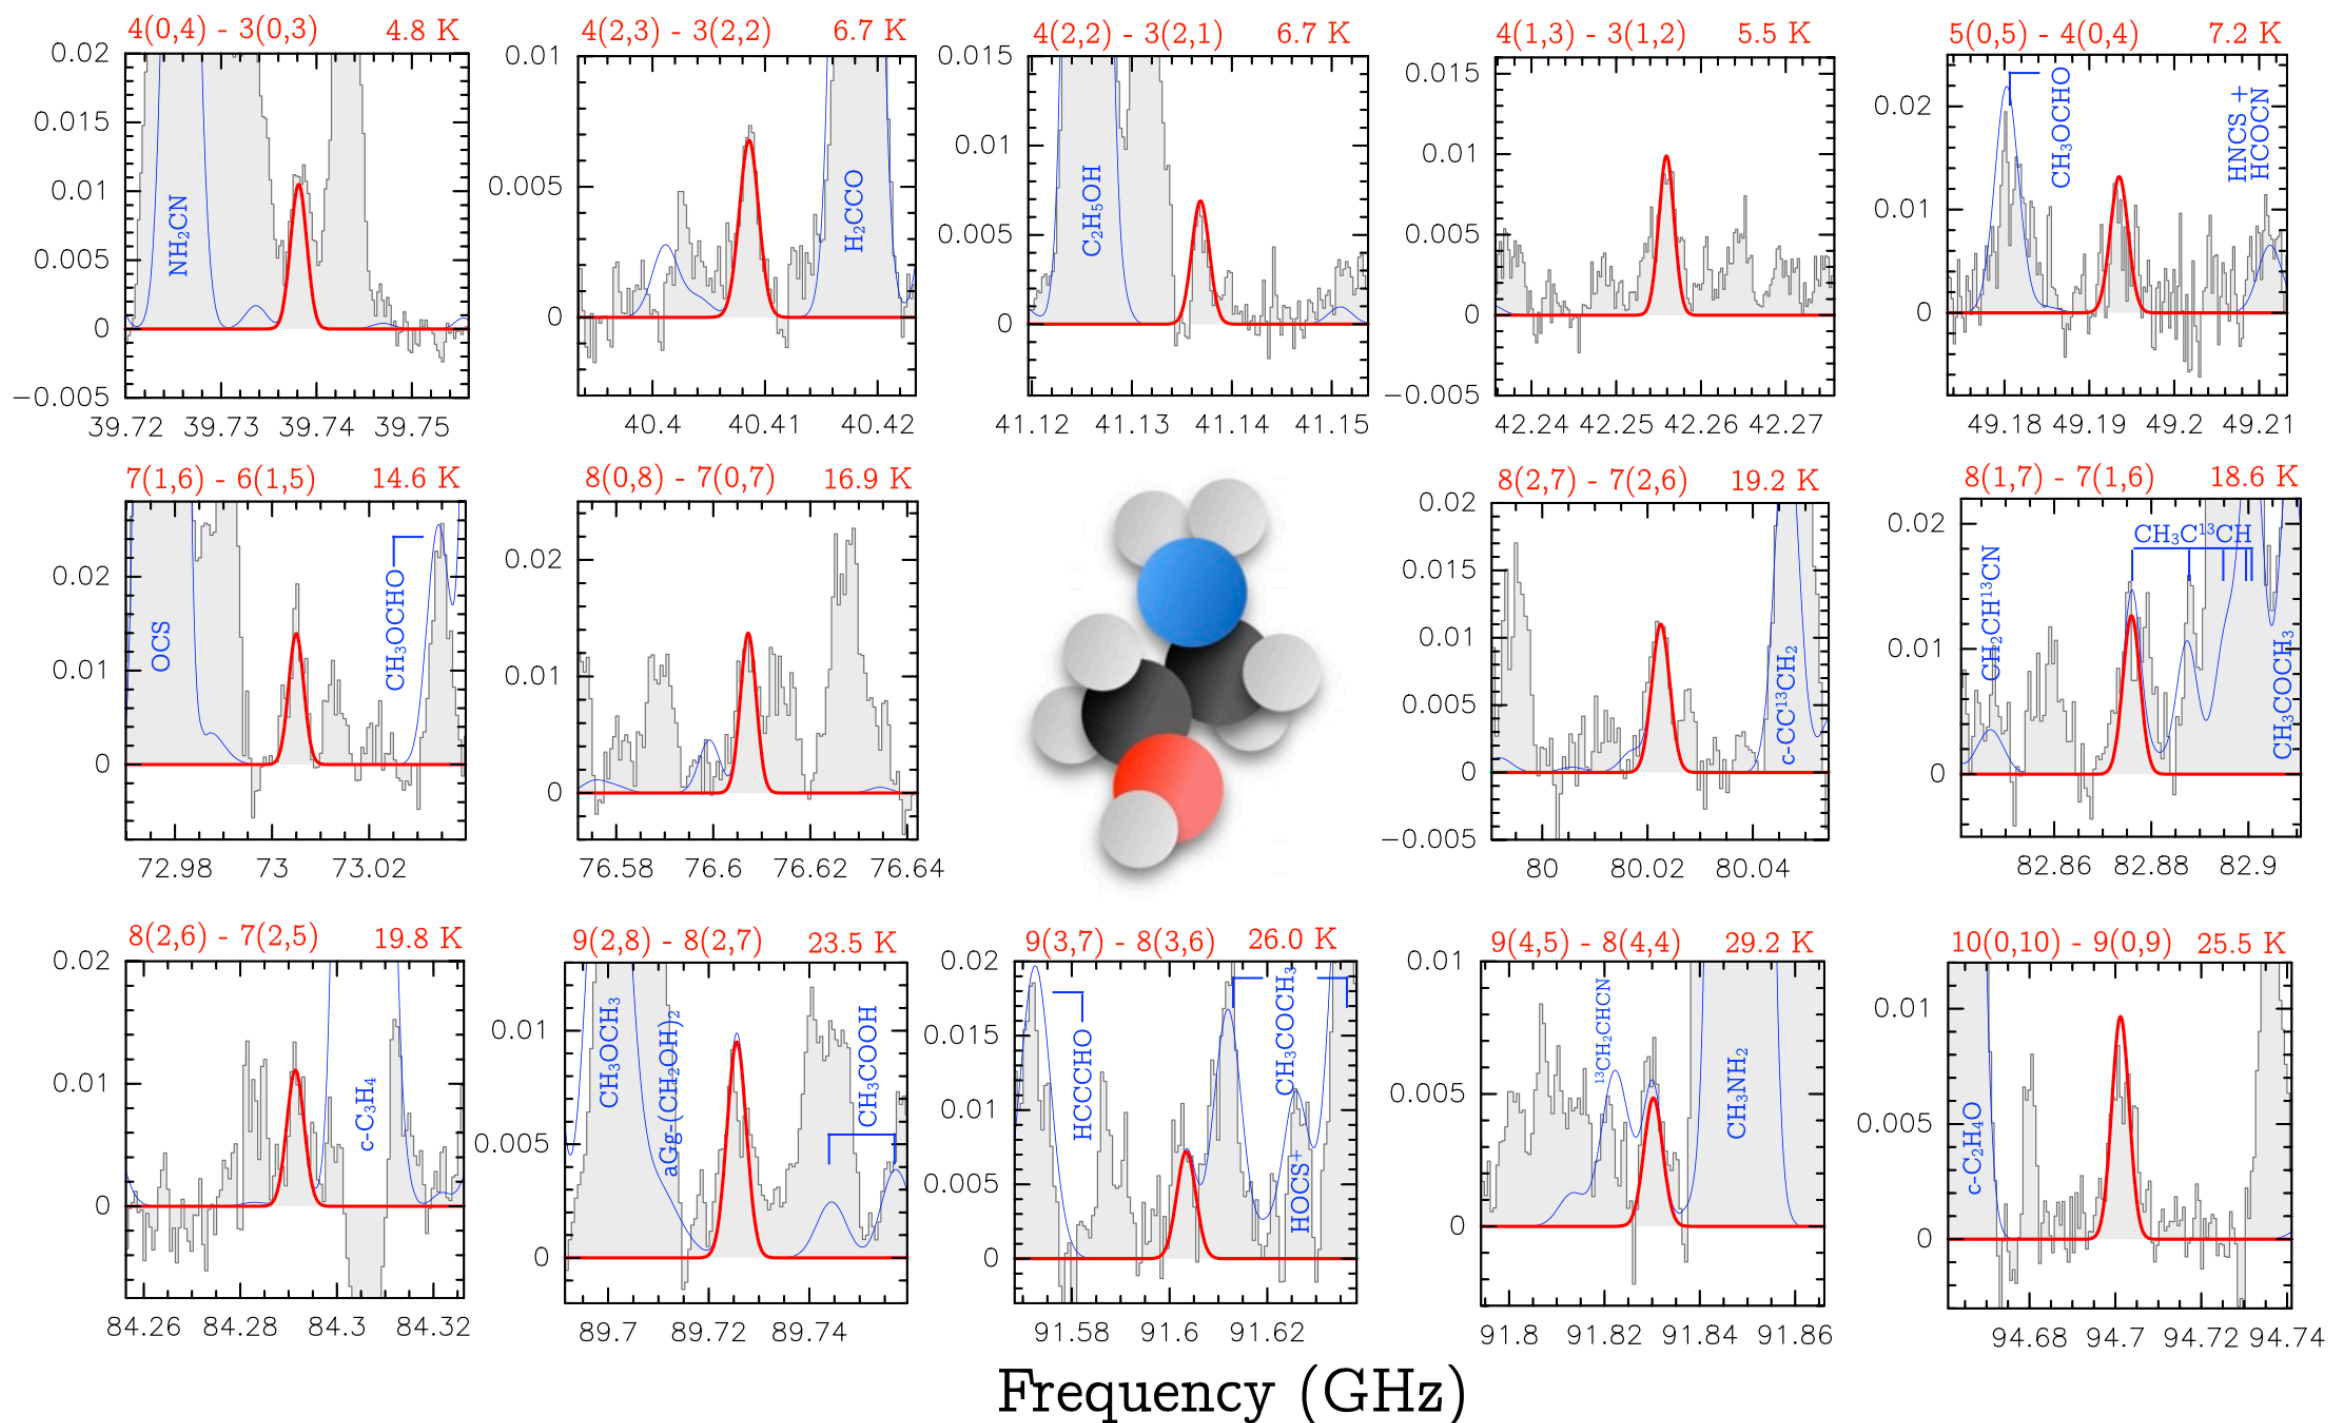 4(0,4) - 3(0,3) 4.8 K
0.02
0.015
0.01
0.005
0
−0.005
39.72 39.73 39.74 39.75
NH₂CN
4(2,3) - 3(2,2) 6.7 K
0.01
0.005
0
40.4 40.41 40.42
H₂CCO
4(2,2) - 3(2,1) 6.7 K
0.015
0.01
0.005
0
41.12 41.13 41.14 41.15
C₂H₅OH
4(1,3) - 3(1,2) 5.5 K
0.015
0.01
0.005
0
−0.005
42.24 42.25 42.26 42.27
5(0,5) - 4(0,4) 7.2 K
0.02
0.01
0
49.18 49.19 49.2 49.21
CH₃OCHO
HNCS +
HCOCN
7(1,6) - 6(1,5) 14.6 K
0.02
0.01
0
72.98 73 73.02
OCS
CH₃OCHO
8(0,8) - 7(0,7) 16.9 K
0.02
0.01
0
76.58 76.6 76.62 76.64
8(2,7) - 7(2,6) 19.2 K
0.02
0.015
0.01
0.005
0
−0.005
80 80.02 80.04
c-CC¹³CH₂
8(1,7) - 7(1,6) 18.6 K
0.02
0.01
0
82.86 82.88 82.9
CH₂CH¹³CN
CH₃C¹³CH
CH₃COCH₃
8(2,6) - 7(2,5) 19.8 K
0.02
0.01
0
84.26 84.28 84.3 84.32
c-C₃H₄
9(2,8) - 8(2,7) 23.5 K
0.01
0.005
0
89.7 89.72 89.74
CH₃OCH₃
aGg-(CH₂OH)₂
CH₃COOH
9(3,7) - 8(3,6) 26.0 K
0.02
0.015
0.01
0.005
0
91.58 91.6 91.62
HCCCHO
CH₃COCH₃
HOCS⁺
9(4,5) - 8(4,4) 29.2 K
0.01
0.005
0
91.8 91.82 91.84 91.86
¹³CH₂CHCN
CH₃NH₂
10(0,10) - 9(0,9) 25.5 K
0.01
0.005
0
94.68 94.7 94.72 94.74
c-C₂H₄O
Frequency (GHz)